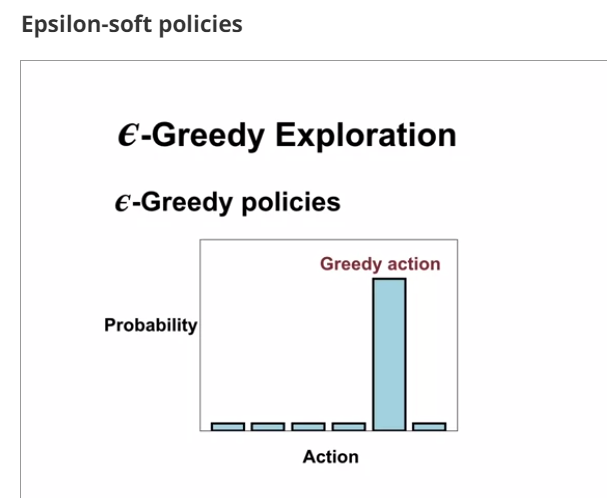 Epsilon-soft policies
ϵ-Greedy Exploration
ϵ-Greedy policies
Greedy action
Probability
Action